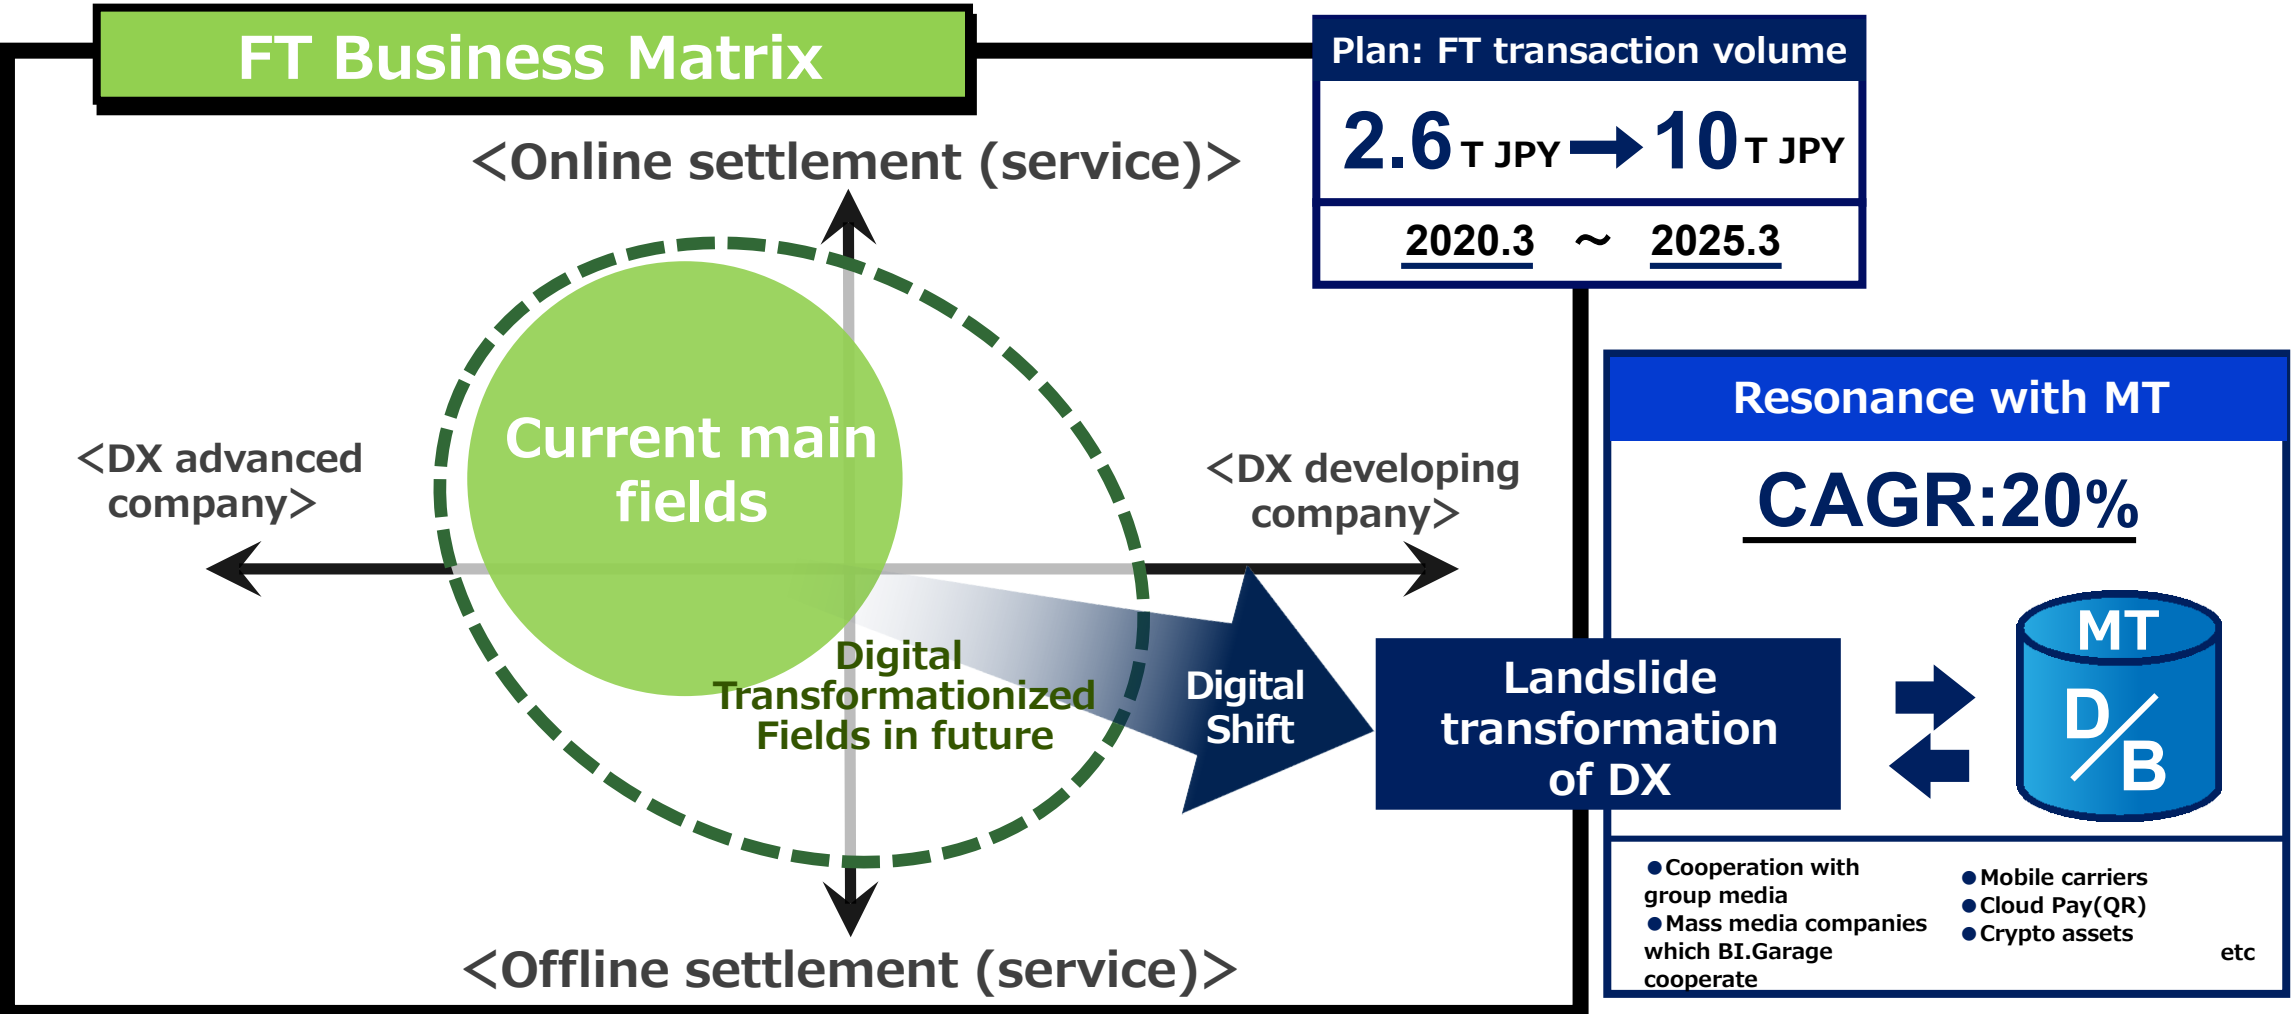 FT Business Matrix
Plan: FT transaction volume
2.6 T JPY 10 T JPY
2020.3 ～ 2025.3
<Online settlement (service)>
<DX advanced
company>
Current main
fields
<DX developing
company>
Digital
Transformationized
Fields in future
Digital
Shift
Landslide
transformation
of DX
<Offline settlement (service)>
Resonance with MT
CAGR:20%
MT
D/B
●Cooperation with
group media
●Mass media companies
which BI.Garage
cooperate
●Mobile carriers
●Cloud Pay(QR)
●Crypto assets
etc